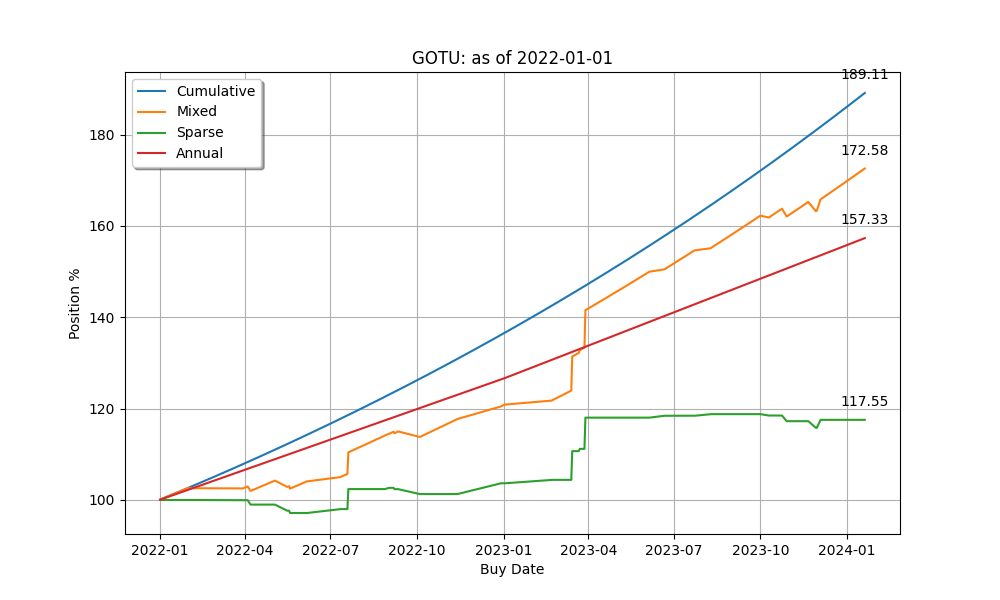 GOTU: as of 2022-01-01
Cumulative
Mixed
Sparse
Annual
189.11
172.58
157.33
117.55
180
160
140
120
100
Position %
2022-01 2022-04 2022-07 2022-10 2023-01 2023-04 2023-07 2023-10 2024-01
Buy Date